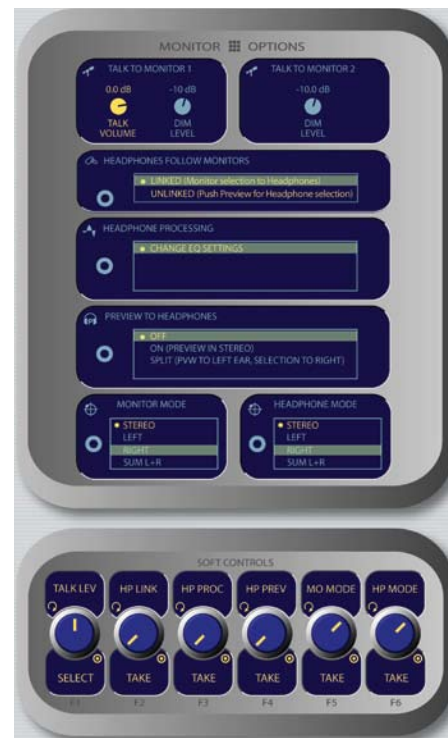 MONITOR OPTIONS
TALK TO MONITOR 1
0.0 dB -10 dB
TALK VOLUME
DIM LEVEL
TALK TO MONITOR 2
-10.0 dB
DIM LEVEL
HEADPHONES FOLLOW MONITORS
LINKED (Monitor selection to Headphones)
UNLINKED (Push Preview for Headphone selection)
HEADPHONE PROCESSING
CHANGE EQ SETTINGS
PREVIEW TO HEADPHONES
OFF
ON (PREVIEW IN STEREO)
SPLIT (PVW TO LEFT EAR, SELECTION TO RIGHT)
MONITOR MODE
STEREO
LEFT
RIGHT
SUM L+R
HEADPHONE MODE
STEREO
LEFT
RIGHT
SUM L+R
SOFT CONTROLS
TALK LEV HP LINK HP PROC HP PREV MO MODE HP MODE
SELECT TAKE TAKE TAKE TAKE TAKE
F1 F2 F3 F4 F5 F6